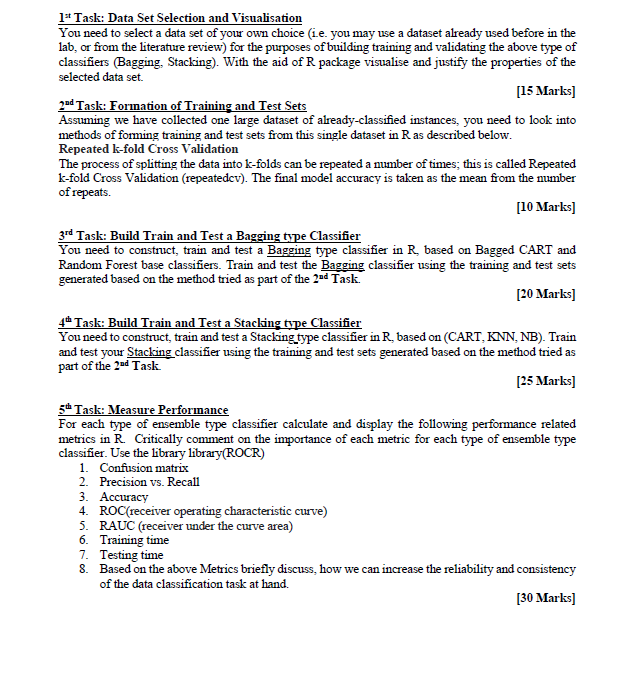 1st Task: Data Set Selection and Visualisation
You need to select a data set of your own choice (i.e. you may use a dataset already used before in the
lab, or from the literature review) for the purposes of building training and validating the above type of
classifiers (Bagging, Stacking). With the aid of R package visualise and justify the properties of the
selected data set.
[15 Marks]
2nd Task: Formation of Training and Test Sets
Assuming we have collected one large dataset of already-classified instances, you need to look into
methods of forming training and test sets from this single dataset in R as described below.
Repeated k-fold Cross Validation
The process of splitting the data into k-folds can be repeated a number of times; this is called Repeated
k-fold Cross Validation (repeatedcv). The final model accuracy is taken as the mean from the number
of repeats.
[10 Marks]
3rd Task: Build Train and Test a Bagging type Classifier
You need to construct, train and test a Bagging type classifier in R, based on Bagged CART and
Random Forest base classifiers. Train and test the Bagging classifier using the training and test sets
generated based on the method tried as part of the 2nd Task.
[20 Marks]
4th Task: Build Train and Test a Stacking type Classifier
You need to construct, train and test a Stacking type classifier in R, based on (CART, KNN, NB). Train
and test your Stacking classifier using the training and test sets generated based on the method tried as
part of the 2nd Task.
[25 Marks]
5th Task: Measure Performance
For each type of ensemble type classifier calculate and display the following performance related
metrics in R. Critically comment on the importance of each metric for each type of ensemble type
classifier. Use the library library(ROCR)
1. Confusion matrix
2. Precision vs. Recall
3. Accuracy
4. ROC(receiver operating characteristic curve)
5. RAUC (receiver under the curve area)
6. Training time
7. Testing time
8. Based on the above Metrics briefly discuss, how we can increase the reliability and consistency
of the data classification task at hand.
[30 Marks]